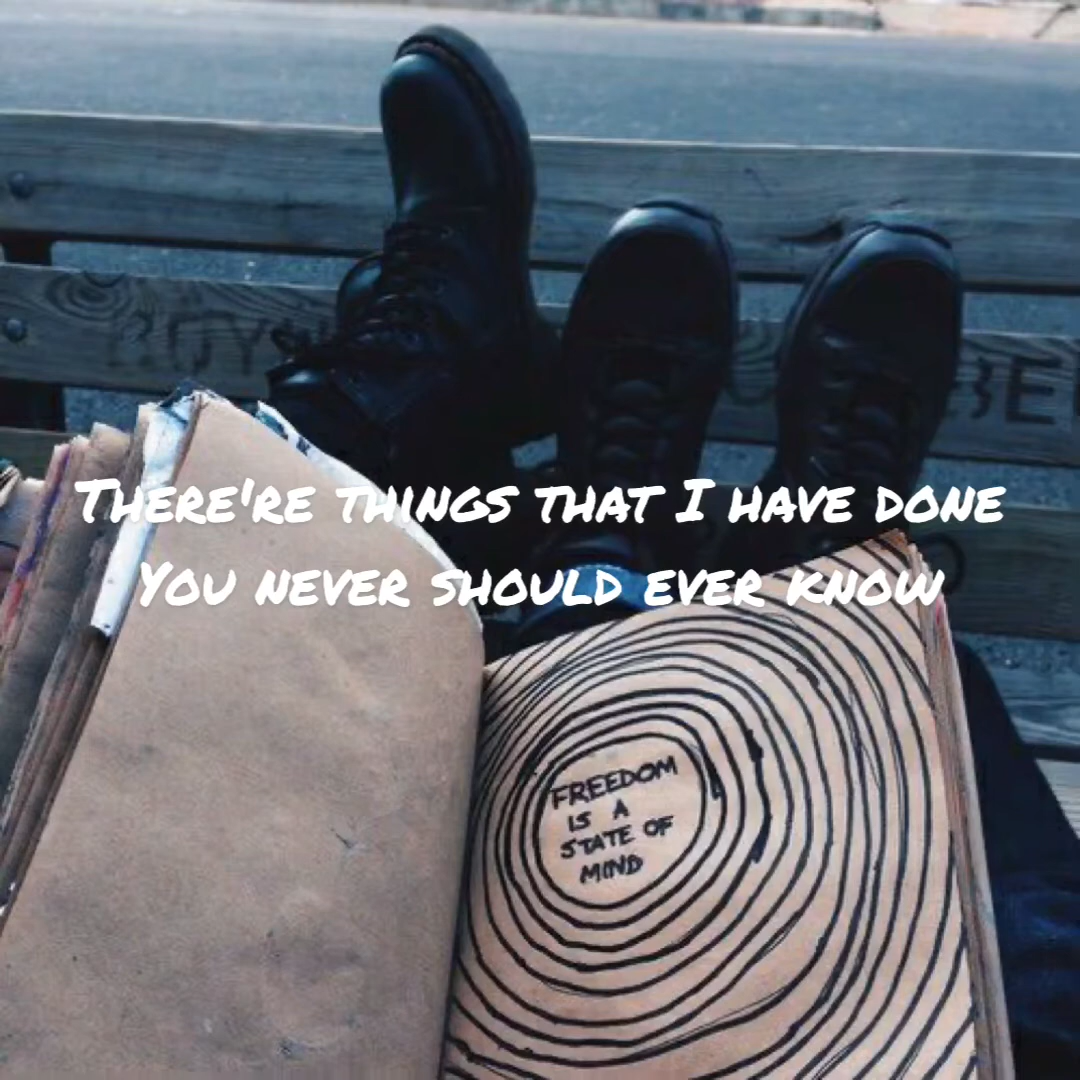 There're things that I have done
You never should ever know
FREEDOM
IS A
STATE OF
MIND